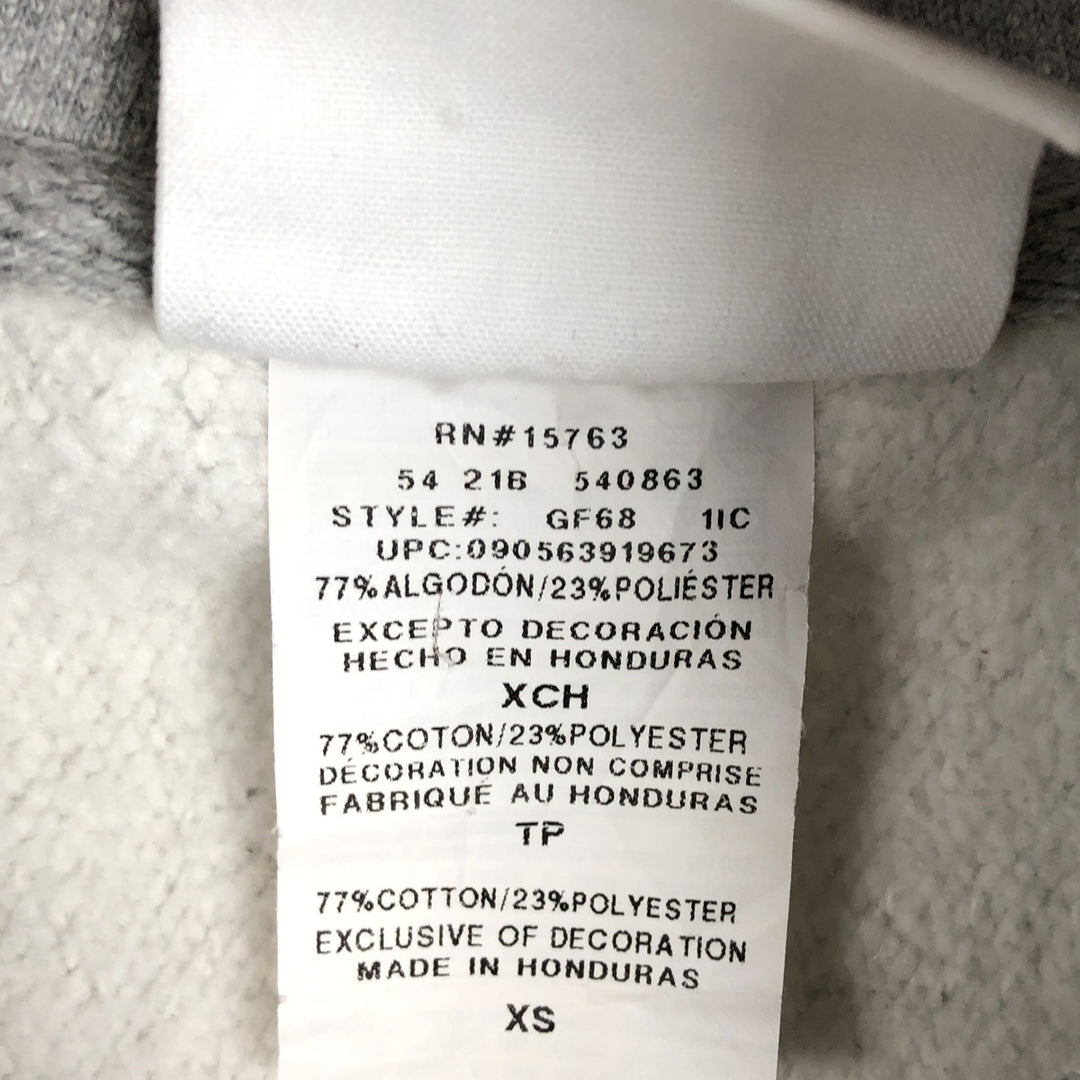 RN#15763
54 21B 540863
STYLE#: GF68 1IC
UPC:090563919673
77%ALGODÓN/23%POLIÉSTER
EXCEPTO DECORACIÓN
HECHO EN HONDURAS
XCH
77%COTON/23%POLYESTER
DÉCORATION NON COMPRISE
FABRIQUÉ AU HONDURAS
TP
77%COTTON/23%POLYESTER
EXCLUSIVE OF DECORATION
MADE IN HONDURAS
XS